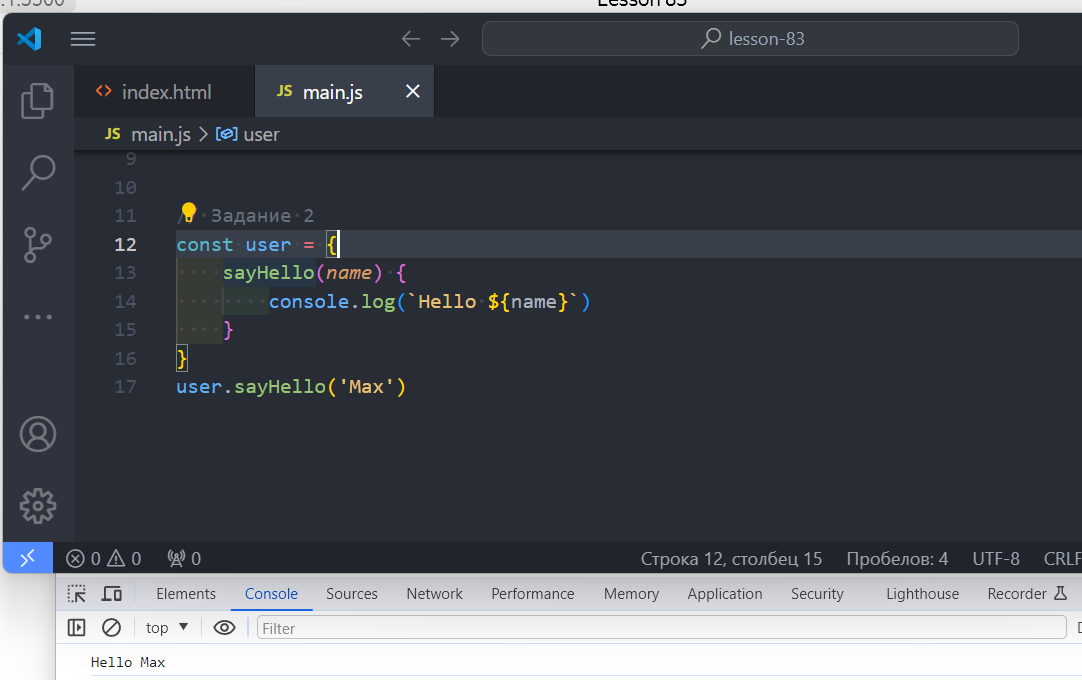 Lesson 83
lesson-83
index.html
JS main.js
JS main.js > user
9
10
11 / Задание 2
12 const user = {
13 sayHello(name) {
14 console.log(`Hello ${name}`)
15 }
16 }
17 user.sayHello('Max')
0 0 0 Строка 12, столбец 15 Пробелов: 4 UTF-8 CRLF
Elements Console Sources Network Performance Memory Application Security Lighthouse Recorder
top Filter
Hello Max